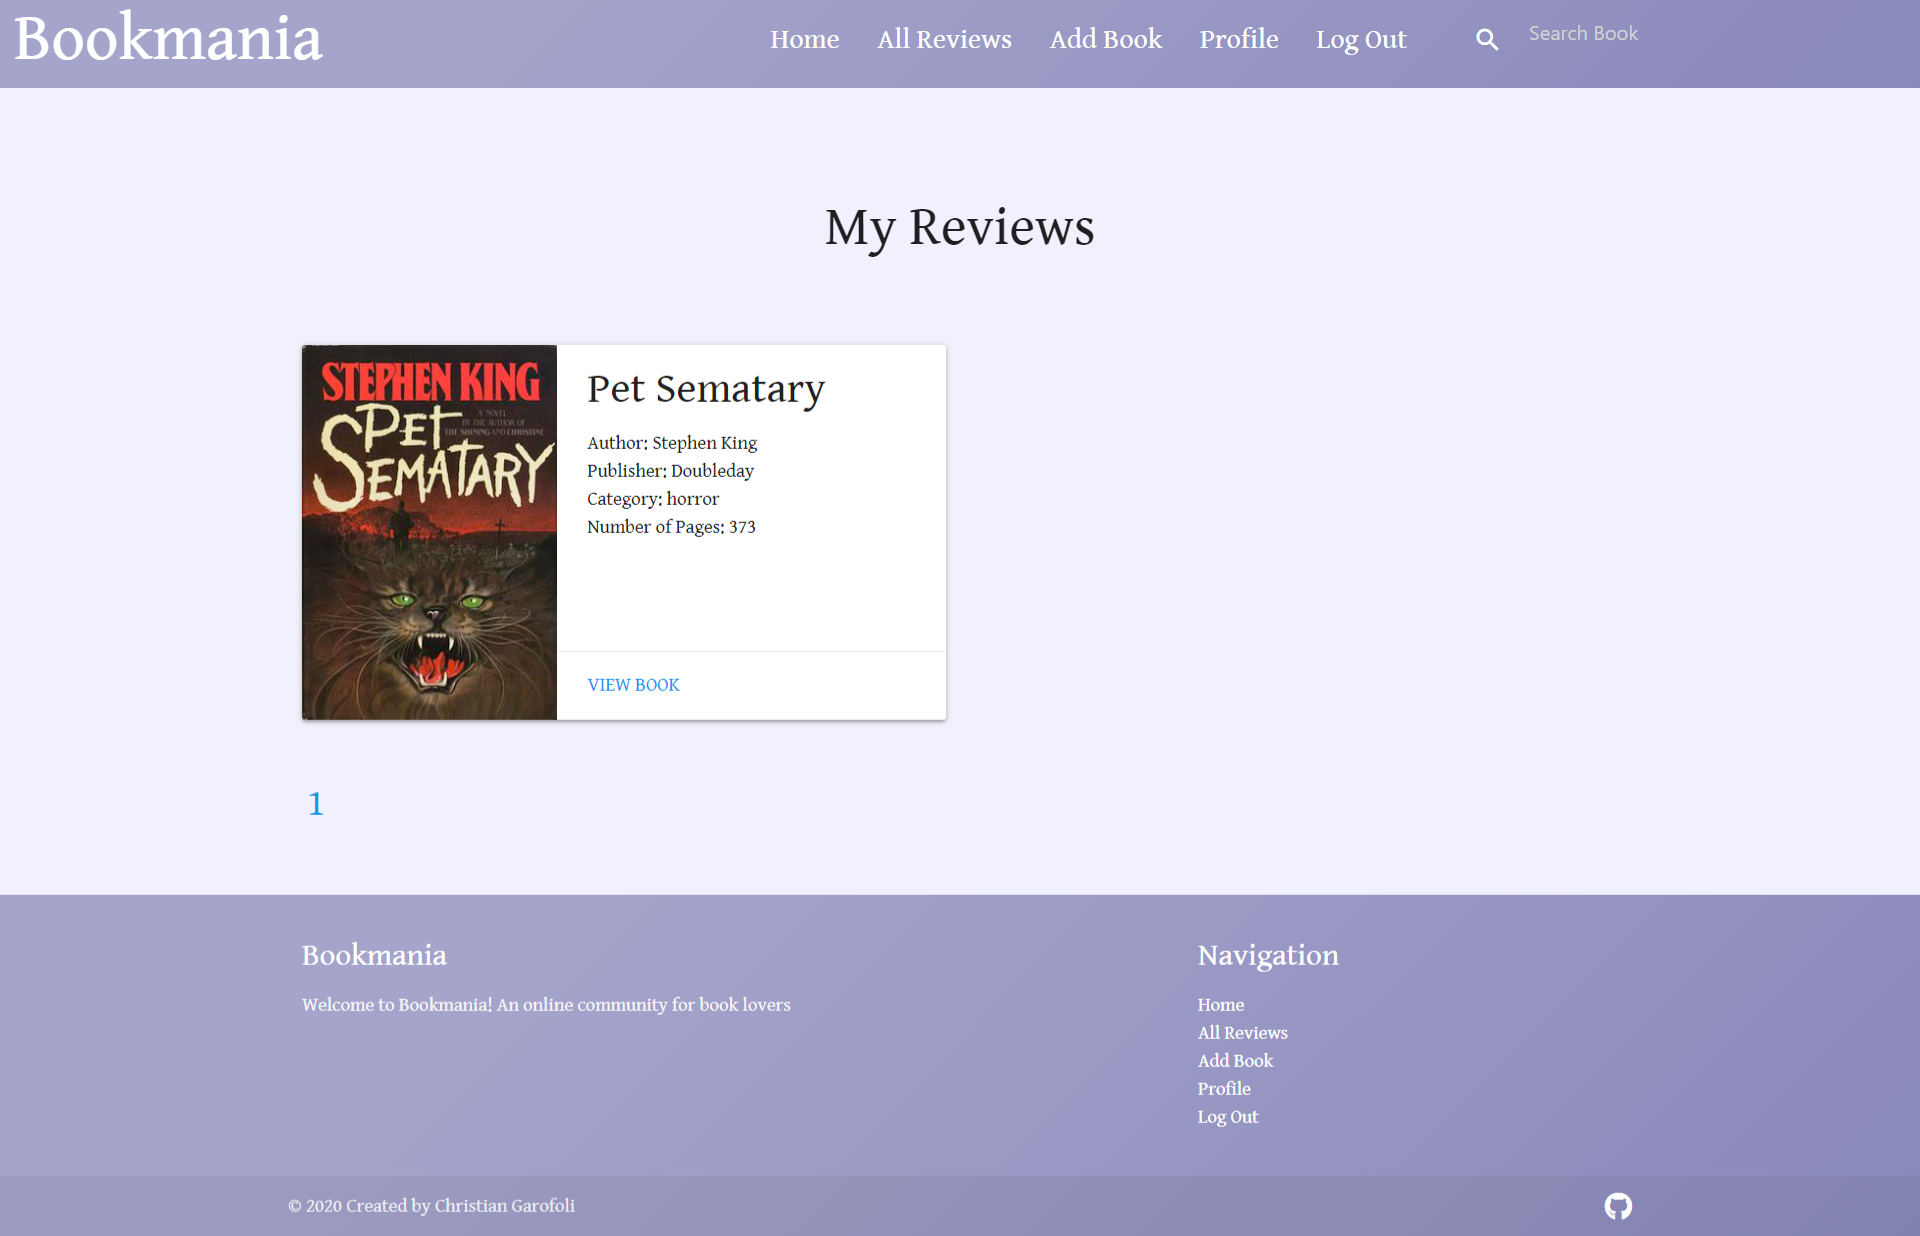 Bookmania
Home
All Reviews
Add Book
Profile
Log Out
Search Book
My Reviews
STEPHEN KING
PET
SEMATARY
A NOVEL
BY THE AUTHOR OF
THE SHINING AND CHRISTINE
Pet Sematary
Author: Stephen King
Publisher: Doubleday
Category: horror
Number of Pages: 373
VIEW BOOK
1
Bookmania
Welcome to Bookmania! An online community for book lovers
Navigation
Home
All Reviews
Add Book
Profile
Log Out
© 2020 Created by Christian Garofoli